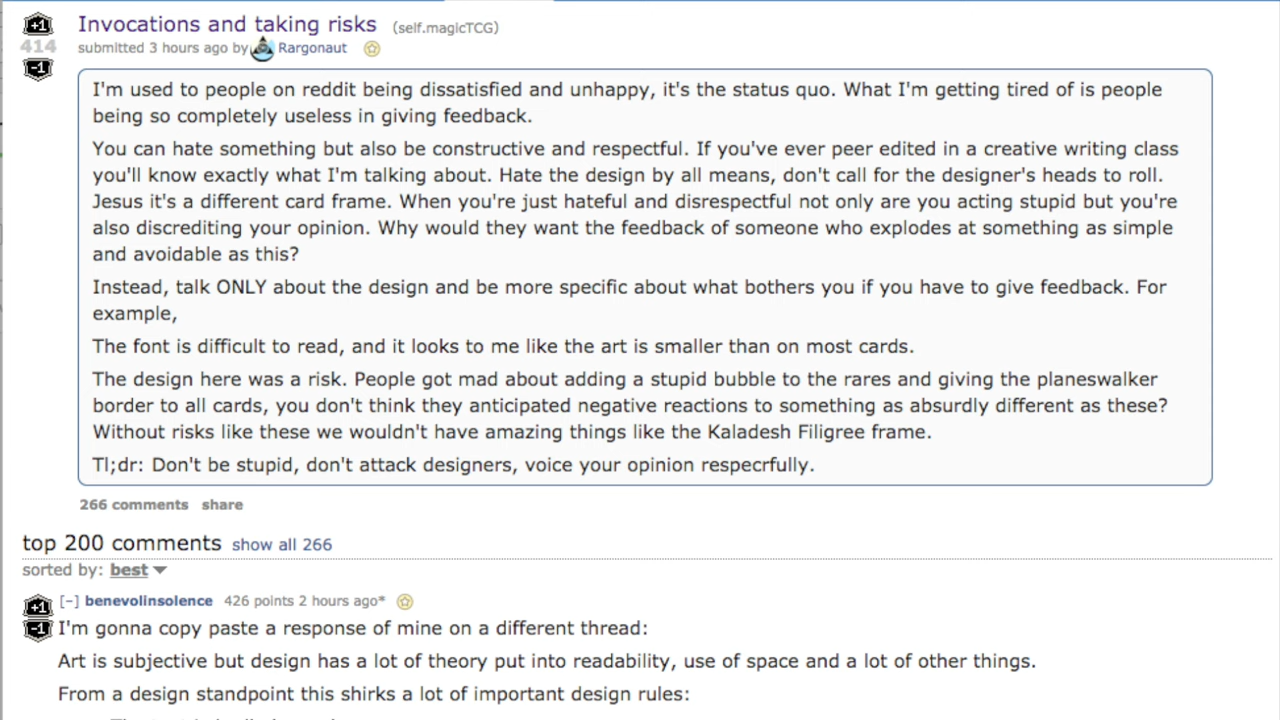 +1
Invocations and taking risks (self.magicTCG)
414
submitted 3 hours ago by Rargonaut
-1
I'm used to people on reddit being dissatisfied and unhappy, it's the status quo. What I'm getting tired of is people
being so completely useless in giving feedback.
You can hate something but also be constructive and respectful. If you've ever peer edited in a creative writing class
you'll know exactly what I'm talking about. Hate the design by all means, don't call for the designer's heads to roll.
Jesus it's a different card frame. When you're just hateful and disrespectful not only are you acting stupid but you're
also discrediting your opinion. Why would they want the feedback of someone who explodes at something as simple
and avoidable as this?
Instead, talk ONLY about the design and be more specific about what bothers you if you have to give feedback. For
example,
The font is difficult to read, and it looks to me like the art is smaller than on most cards.
The design here was a risk. People got mad about adding a stupid bubble to the rares and giving the planeswalker
border to all cards, you don't think they anticipated negative reactions to something as absurdly different as these?
Without risks like these we wouldn't have amazing things like the Kaladesh Filigree frame.
Tl;dr: Don't be stupid, don't attack designers, voice your opinion respecrfully.
266 comments share
top 200 comments show all 266
sorted by: best
+1
[-] benevolinsolence 426 points 2 hours ago*
-1
I'm gonna copy paste a response of mine on a different thread:
Art is subjective but design has a lot of theory put into readability, use of space and a lot of other things.
From a design standpoint this shirks a lot of important design rules: